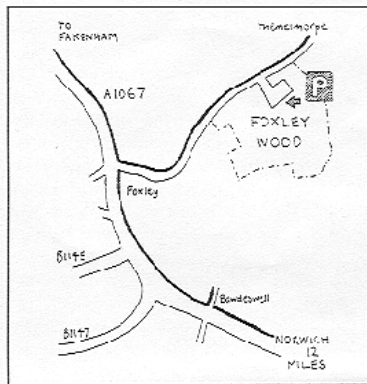 TO
FAKENHAM
Themelthorpe
A1067
P
FOXLEY
WOOD
Foxley
B1145
Bawdeswell
B1147
NORWICH
12
MILES